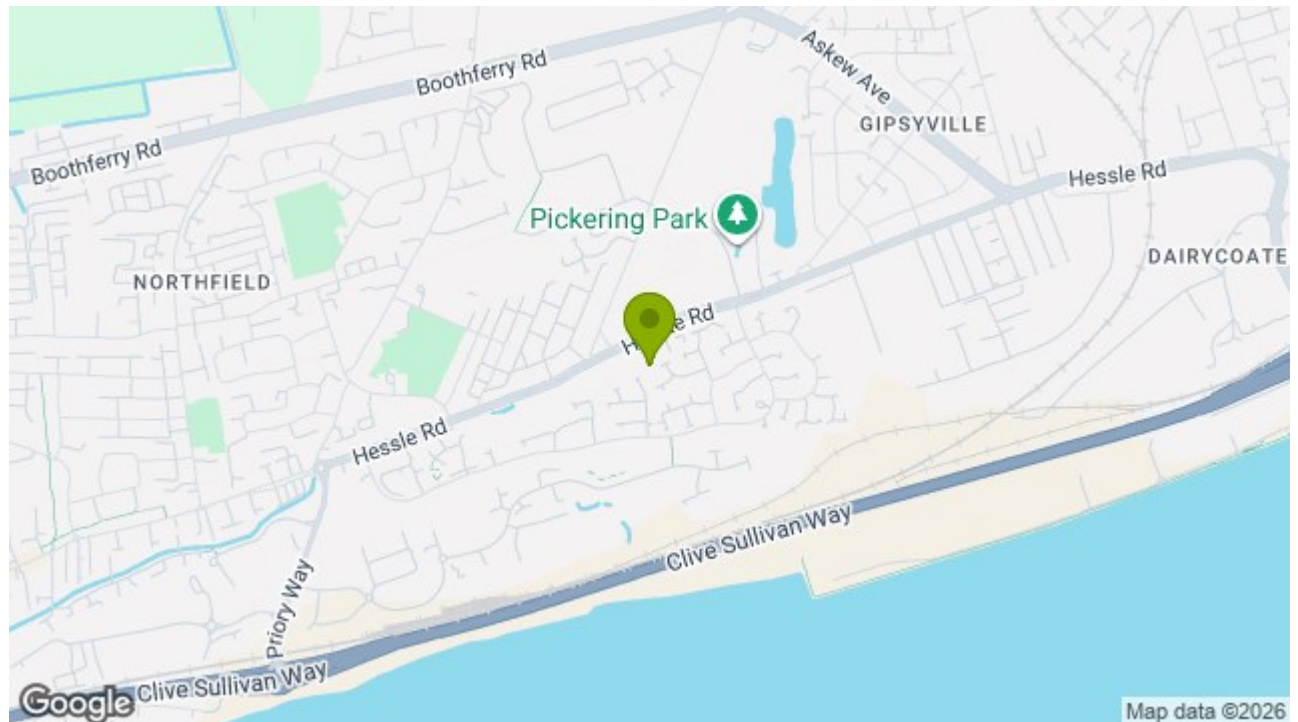 Boothferry Rd
Askew Ave
GIPSYVILLE
Boothferry Rd
Hessle Rd
Pickering Park
DAIRYCOATE
NORTHFIELD
Hessle Rd
Clive Sullivan Way
Priory Way
Clive Sullivan Way
Google
Map data ©2026